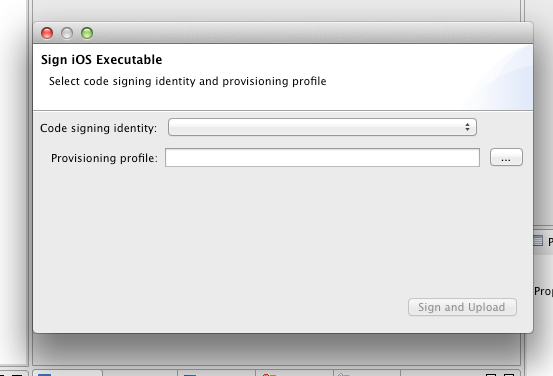 Sign iOS Executable
Select code signing identity and provisioning profile
Code signing identity:
Provisioning profile:
...
P
Prop
Sign and Upload